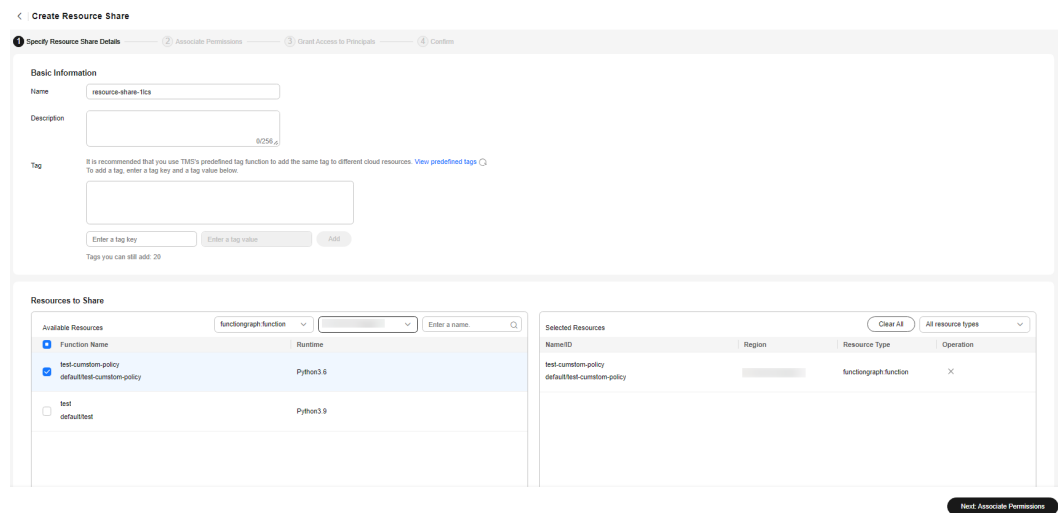 Create Resource Share
1 Specify Resource Share Details 2 Associate Permissions 3 Grant Access to Principals 4 Confirm
Basic Information
Name resource-share-1lcs
Description
0/256
Tag It is recommended that you use TMS's predefined tag function to add the same tag to different cloud resources. View predefined tags
To add a tag, enter a tag key and a tag value below.
Enter a tag key Enter a tag value Add
Tags you can still add: 20
Resources to Share
Available Resources functiongraph:function Enter a name. Selected Resources Clear All All resource types
Function Name Runtime Name/ID Region Resource Type Operation
test-cumstom-policy
default/test-cumstom-policy Python3.6
test-cumstom-policy
default/test-cumstom-policy functiongraph:function
test
default/test Python3.9
Next: Associate Permissions